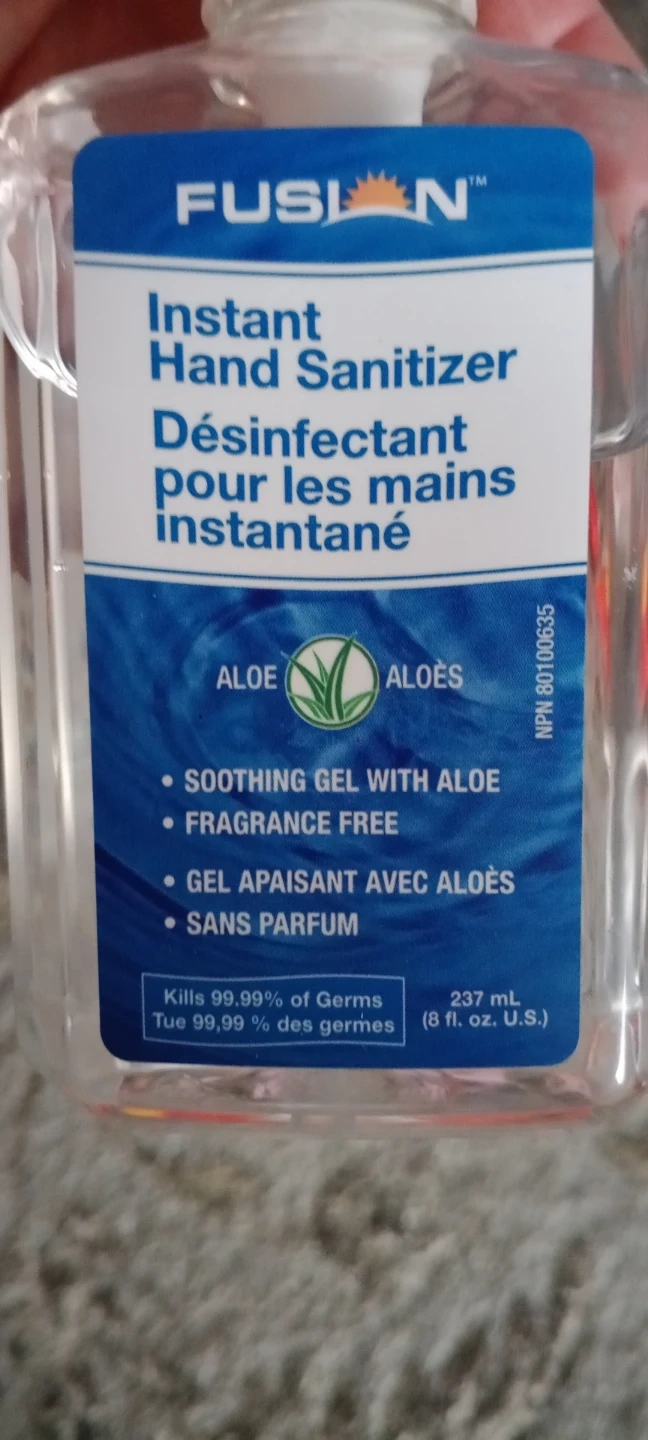 FUSION™
Instant
Hand Sanitizer
Désinfectant
pour les mains
instantané
ALOE ALOÈS
NPN 80100635
• SOOTHING GEL WITH ALOE
• FRAGRANCE FREE
• GEL APAISANT AVEC ALOÈS
• SANS PARFUM
Kills 99.99% of Germs
Tue 99,99 % des germes
237 mL
(8 fl. oz. U.S.)